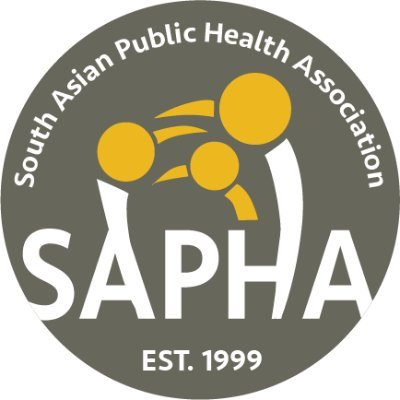 South Asian Public Health Association
SAPHA
EST. 1999